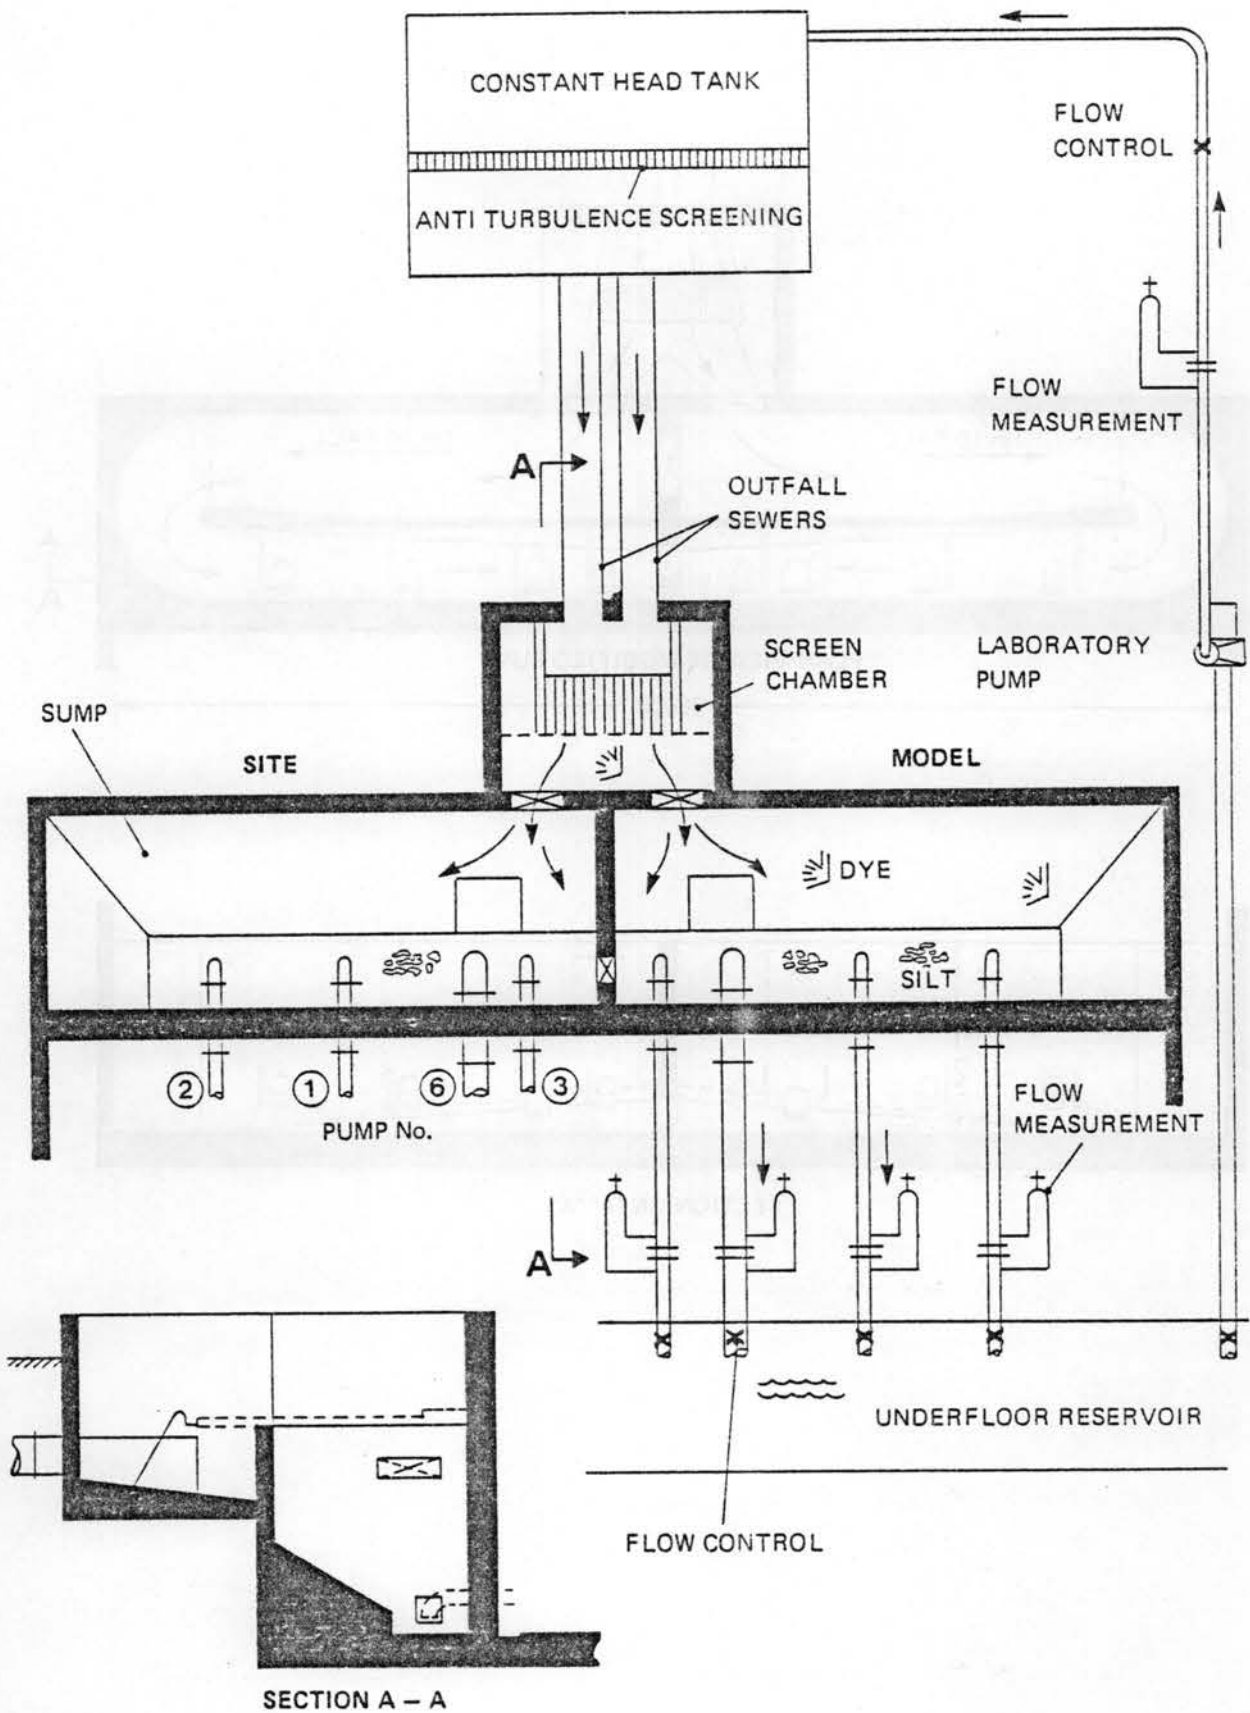 CONSTANT HEAD TANK
FLOW
CONTROL
ANTI TURBULENCE SCREENING
FLOW
MEASUREMENT
A
OUTFALL
SEWERS
SCREEN
CHAMBER
LABORATORY
PUMP
SUMP
SITE
MODEL
DYE
SILT
2
1
6
3
PUMP No.
FLOW
MEASUREMENT
A
UNDERFLOOR RESERVOIR
FLOW CONTROL
SECTION A – A